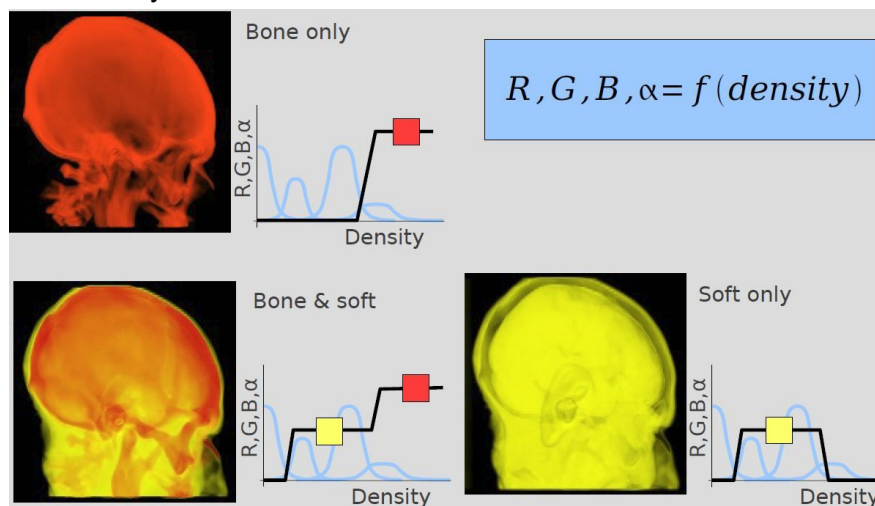 Bone only
R, G, B, α = f (density)
R,G,B,α
Density
Bone & soft
Soft only
R,G,B,α
Density
R,G,B,α
Density